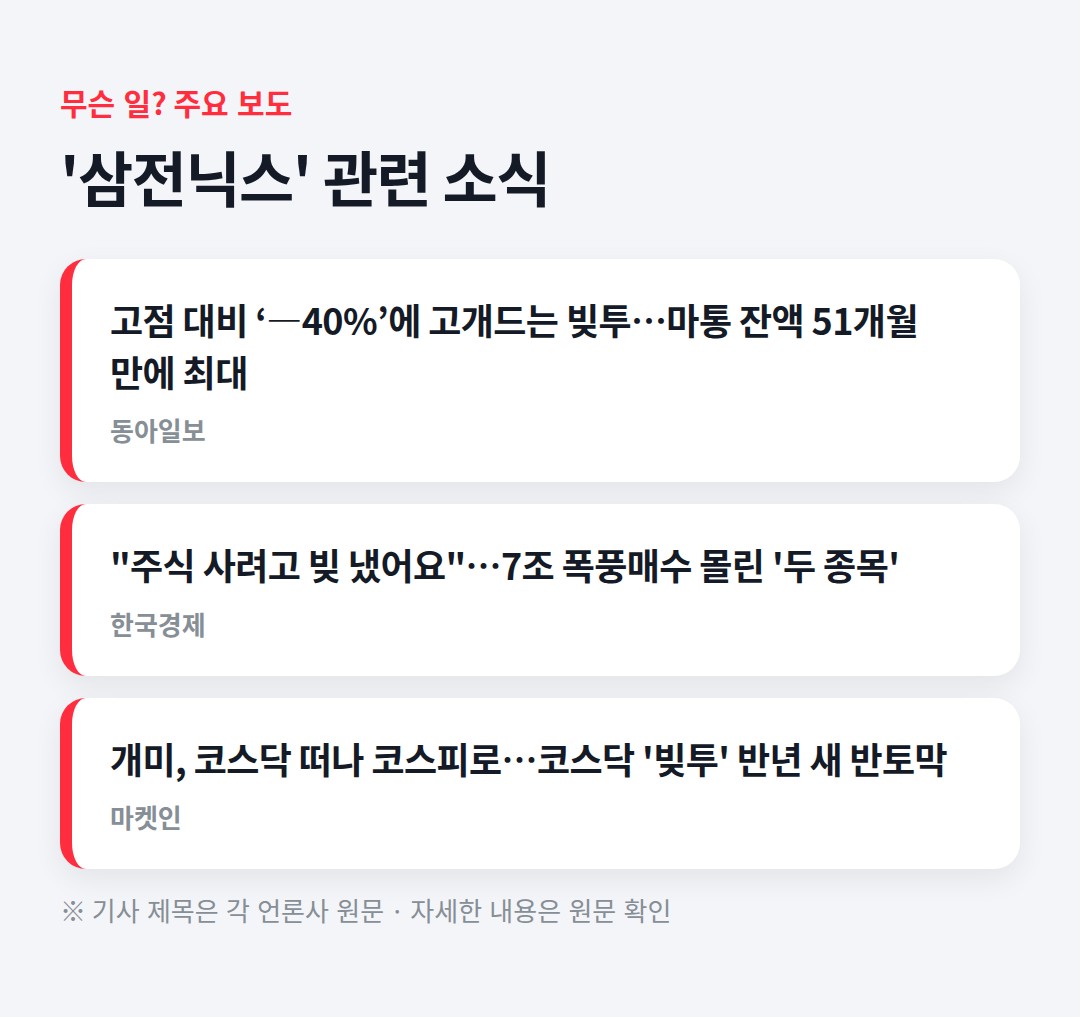 무슨 일? 주요 보도
'삼전닉스' 관련 소식
고점 대비 ‘—40%’에 고개드는 빚투…마통 잔액 51개월
만에 최대
동아일보
"주식 사려고 빚 냈어요"…7조 폭풍매수 몰린 '두 종목'
한국경제
개미, 코스닥 떠나 코스피로…코스닥 '빚투' 반년 새 반토막
마켓인
※ 기사 제목은 각 언론사 원문 · 자세한 내용은 원문 확인